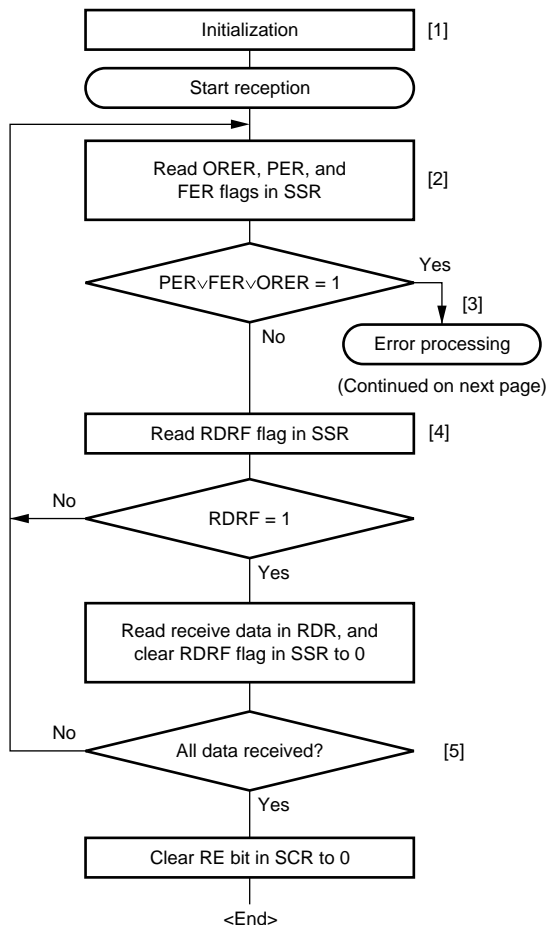 Initialization
[1]
Start reception
Read ORER, PER, and
FER flags in SSR
[2]
PER∨FER∨ORER = 1
Yes
[3]
No
Error processing
(Continued on next page)
Read RDRF flag in SSR
[4]
No
RDRF = 1
Yes
Read receive data in RDR, and
clear RDRF flag in SSR to 0
No
All data received?
[5]
Yes
Clear RE bit in SCR to 0
<End>